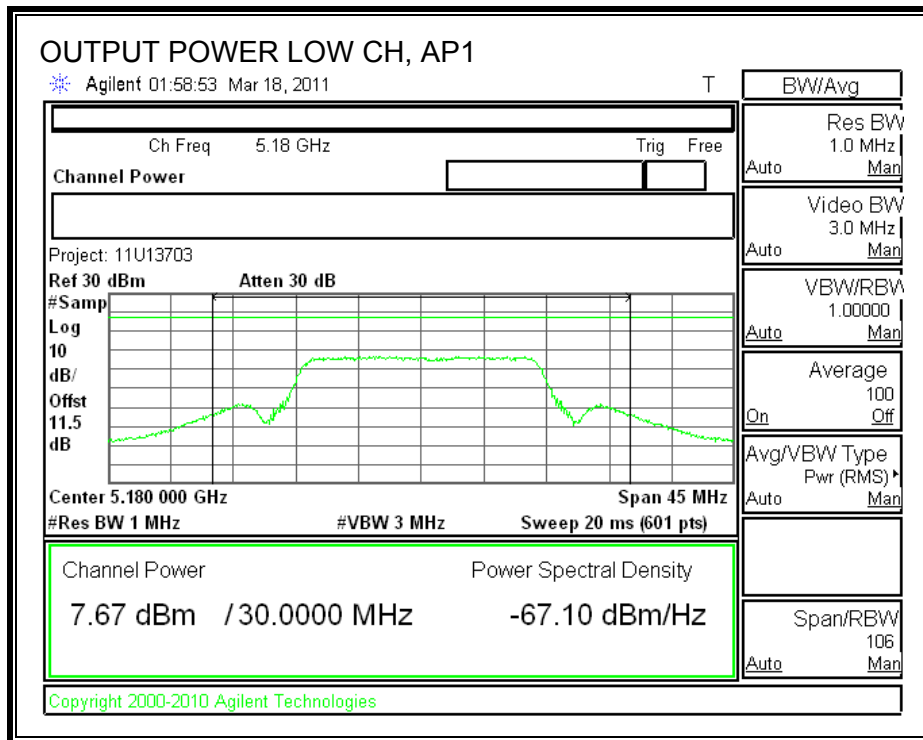 OUTPUT POWER LOW CH, AP1
Agilent 01:58:53 Mar 18, 2011 T
Ch Freq 5.18 GHz Trig Free
Channel Power
Project: 11U13703
Ref 30 dBm Atten 30 dB
#Samp
Log
10
dB/
Offst
11.5
dB
Center 5.180 000 GHz Span 45 MHz
#Res BW 1 MHz #VBW 3 MHz Sweep 20 ms (601 pts)
Channel Power Power Spectral Density
7.67 dBm /30.0000 MHz -67.10 dBm/Hz
Copyright 2000-2010 Agilent Technologies
BW/Avg
Res BW
1.0 MHz
Auto Man
Video BW
3.0 MHz
Auto Man
VBW/RBW
1.00000
Auto Man
Average
100
On Off
Avg/VBW Type
Pwr (RMS)
Auto Man
Span/RBW
106
Auto Man